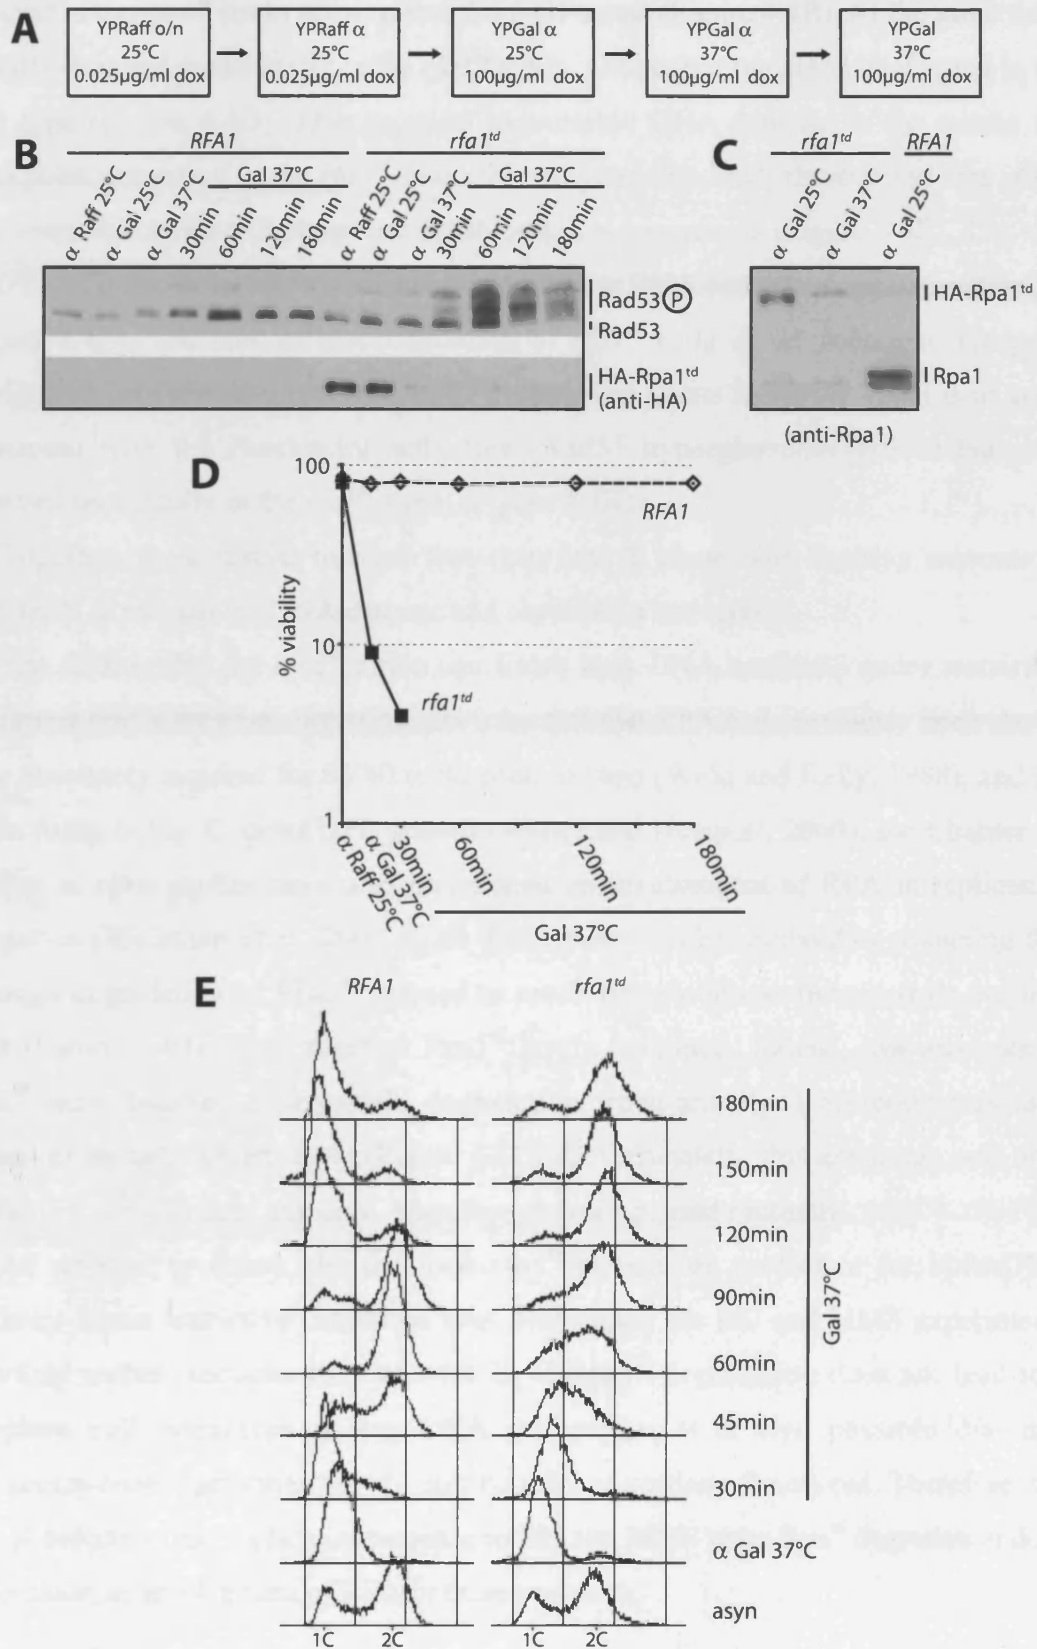 A
YPRaff o/n
25°C
0.025µg/ml dox
YPRaff α
25°C
0.025µg/ml dox
YPGal α
25°C
100µg/ml dox
YPGal α
37°C
100µg/ml dox
YPGal
37°C
100µg/ml dox
B
RFA1
rfa1td
Gal 37°C
Gal 37°C
α Raff 25°C
α Gal 25°C
α Gal 37°C
30min
60min
120min
180min
α Raff 25°C
α Gal 25°C
α Gal 37°C
30min
60min
120min
180min
Rad53 P
Rad53
HA-Rpa1td
(anti-HA)
C
rfa1td
RFA1
α Gal 25°C
α Gal 37°C
α Gal 25°C
HA-Rpa1td
Rpa1
(anti-Rpa1)
D
100
10
1
% viability
RFA1
rfa1td
α Raff 25°C
α Gal 37°C
30min
60min
120min
180min
Gal 37°C
E
RFA1
rfa1td
180min
150min
120min
90min
60min
45min
30min
Gal 37°C
α Gal 37°C
asyn
1C
2C
1C
2C